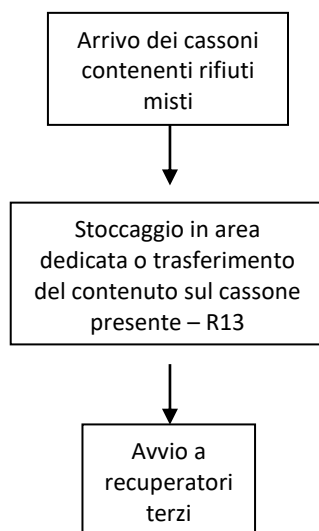 Arrivo dei cassoni
contenenti rifiuti
misti
Stoccaggio in area
dedicata o trasferimento
del contenuto sul cassone
presente – R13
Avvio a
recuperatori
terzi